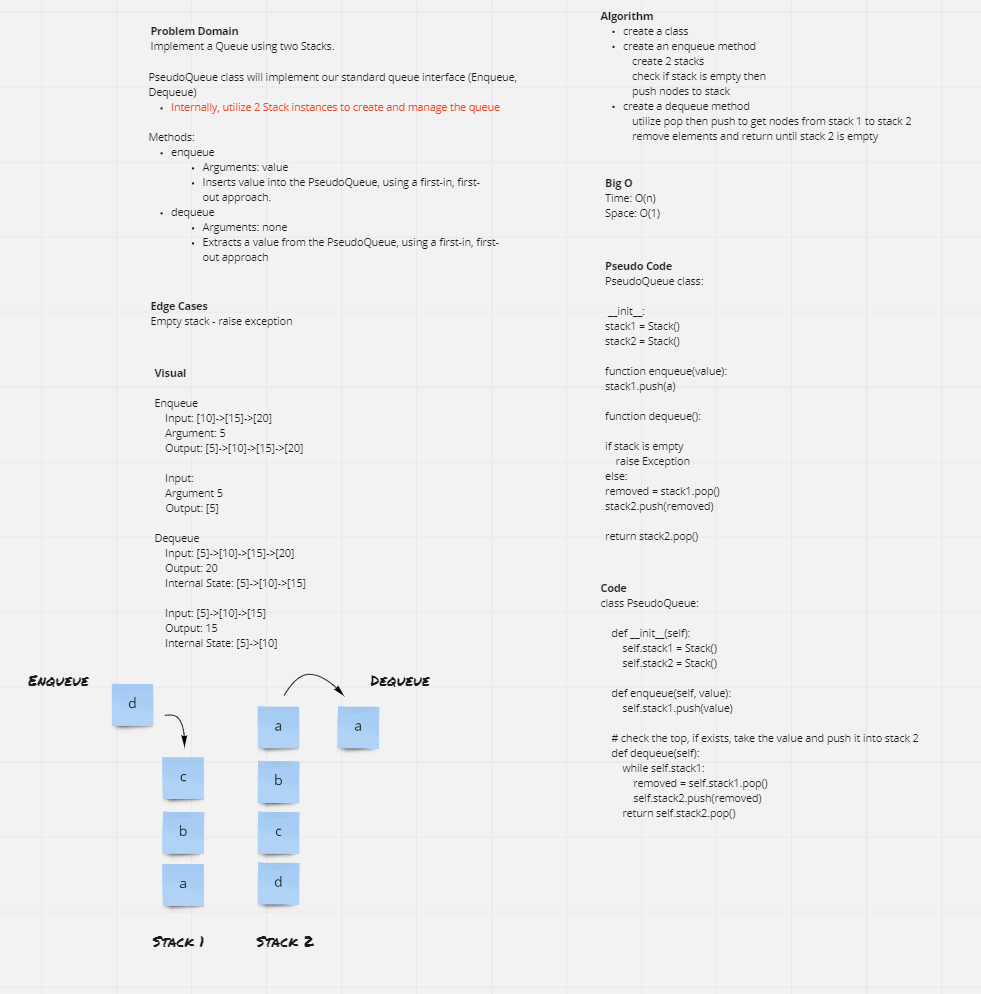 Problem Domain
Implement a Queue using two Stacks.
PseudoQueue class will implement our standard queue interface (Enqueue,
Dequeue)
• Internally, utilize 2 Stack instances to create and manage the queue
Methods:
• enqueue
• Arguments: value
• Inserts value into the PseudoQueue, using a first-in, first-
out approach.
• dequeue
• Arguments: none
• Extracts a value from the PseudoQueue, using a first-in, first-
out approach
Edge Cases
Empty stack - raise exception
Visual
Enqueue
Input: [10]->[15]->[20]
Argument: 5
Output: [5]->[10]->[15]->[20]
Input:
Argument 5
Output: [5]
Dequeue
Input: [5]->[10]->[15]->[20]
Output: 20
Internal State: [5]->[10]->[15]
Input: [5]->[10]->[15]
Output: 15
Internal State: [5]->[10]
Enqueue
d
c
b
a
Stack 1
a
b
c
d
Stack 2
Dequeue
a
Algorithm
• create a class
• create an enqueue method
create 2 stacks
check if stack is empty then
push nodes to stack
• create a dequeue method
utilize pop then push to get nodes from stack 1 to stack 2
remove elements and return until stack 2 is empty
Big O
Time: O(n)
Space: O(1)
Pseudo Code
PseudoQueue class:
__init__:
stack1 = Stack()
stack2 = Stack()
function enqueue(value):
stack1.push(a)
function dequeue():
if stack is empty
raise Exception
else:
removed = stack1.pop()
stack2.push(removed)
return stack2.pop()
Code
class PseudoQueue:
def __init__(self):
self.stack1 = Stack()
self.stack2 = Stack()
def enqueue(self, value):
self.stack1.push(value)
# check the top, if exists, take the value and push it into stack 2
def dequeue(self):
while self.stack1:
removed = self.stack1.pop()
self.stack2.push(removed)
return self.stack2.pop()